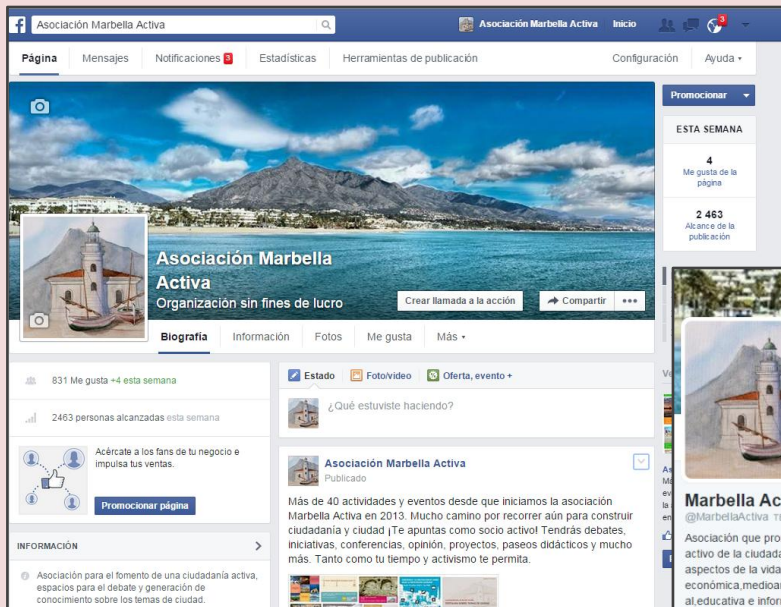 Asociación Marbella Activa
Asociación Marbella Activa Inicio 3
Página Mensajes Notificaciones 3 Estadísticas Herramientas de publicación Configuración Ayuda
Promocionar
ESTA SEMANA
4
Me gusta de la
página
2 463
Alcance de la
publicación
Asociación Marbella
Activa
Organización sin fines de lucro
Crear llamada a la acción Compartir
Biografía Información Fotos Me gusta Más
831 Me gusta +4 esta semana
2463 personas alcanzadas esta semana
Acércate a los fans de tu negocio e
impulsa tus ventas.
Promocionar página
INFORMACIÓN
Asociación para el fomento de una ciudadanía activa,
espacios para el debate y generación de
conocimiento sobre los temas de ciudad.
Estado Foto/video Oferta, evento +
¿Qué estuviste haciendo?
Asociación Marbella Activa
Publicado
Más de 40 actividades y eventos desde que iniciamos la asociación
Marbella Activa en 2013. Mucho camino por recorrer aún para construir
ciudadanía y ciudad ¡Te apuntas como socio activo! Tendrás debates,
iniciativas, conferencias, opinión, proyectos, paseos didácticos y mucho
más. Tanto como tu tiempo y activismo te permita.
Marbella Ac
@MarbellaActiva
Asociación que pro
activo de la ciudada
aspectos de la vida
económica,medioar
al,educativa e infor